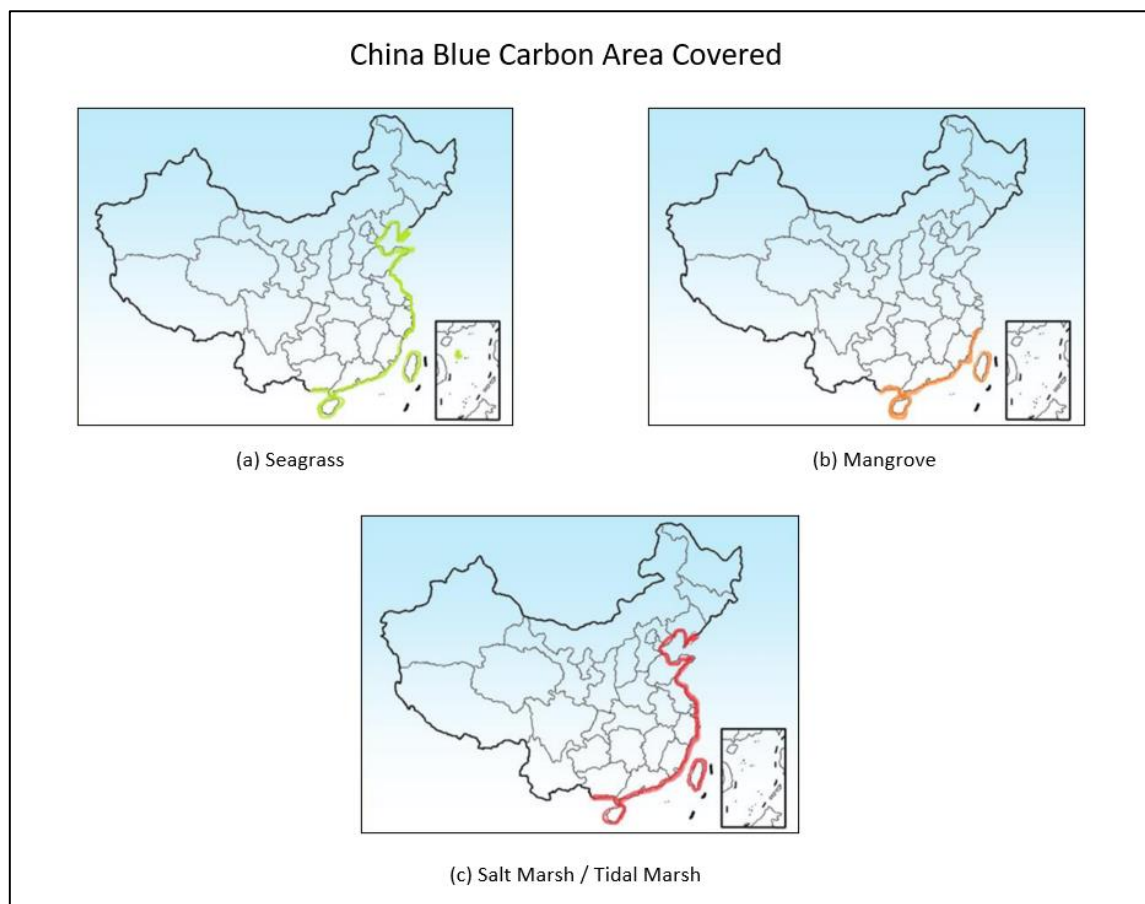 China Blue Carbon Area Covered
(a) Seagrass
(b) Mangrove
(c) Salt Marsh / Tidal Marsh